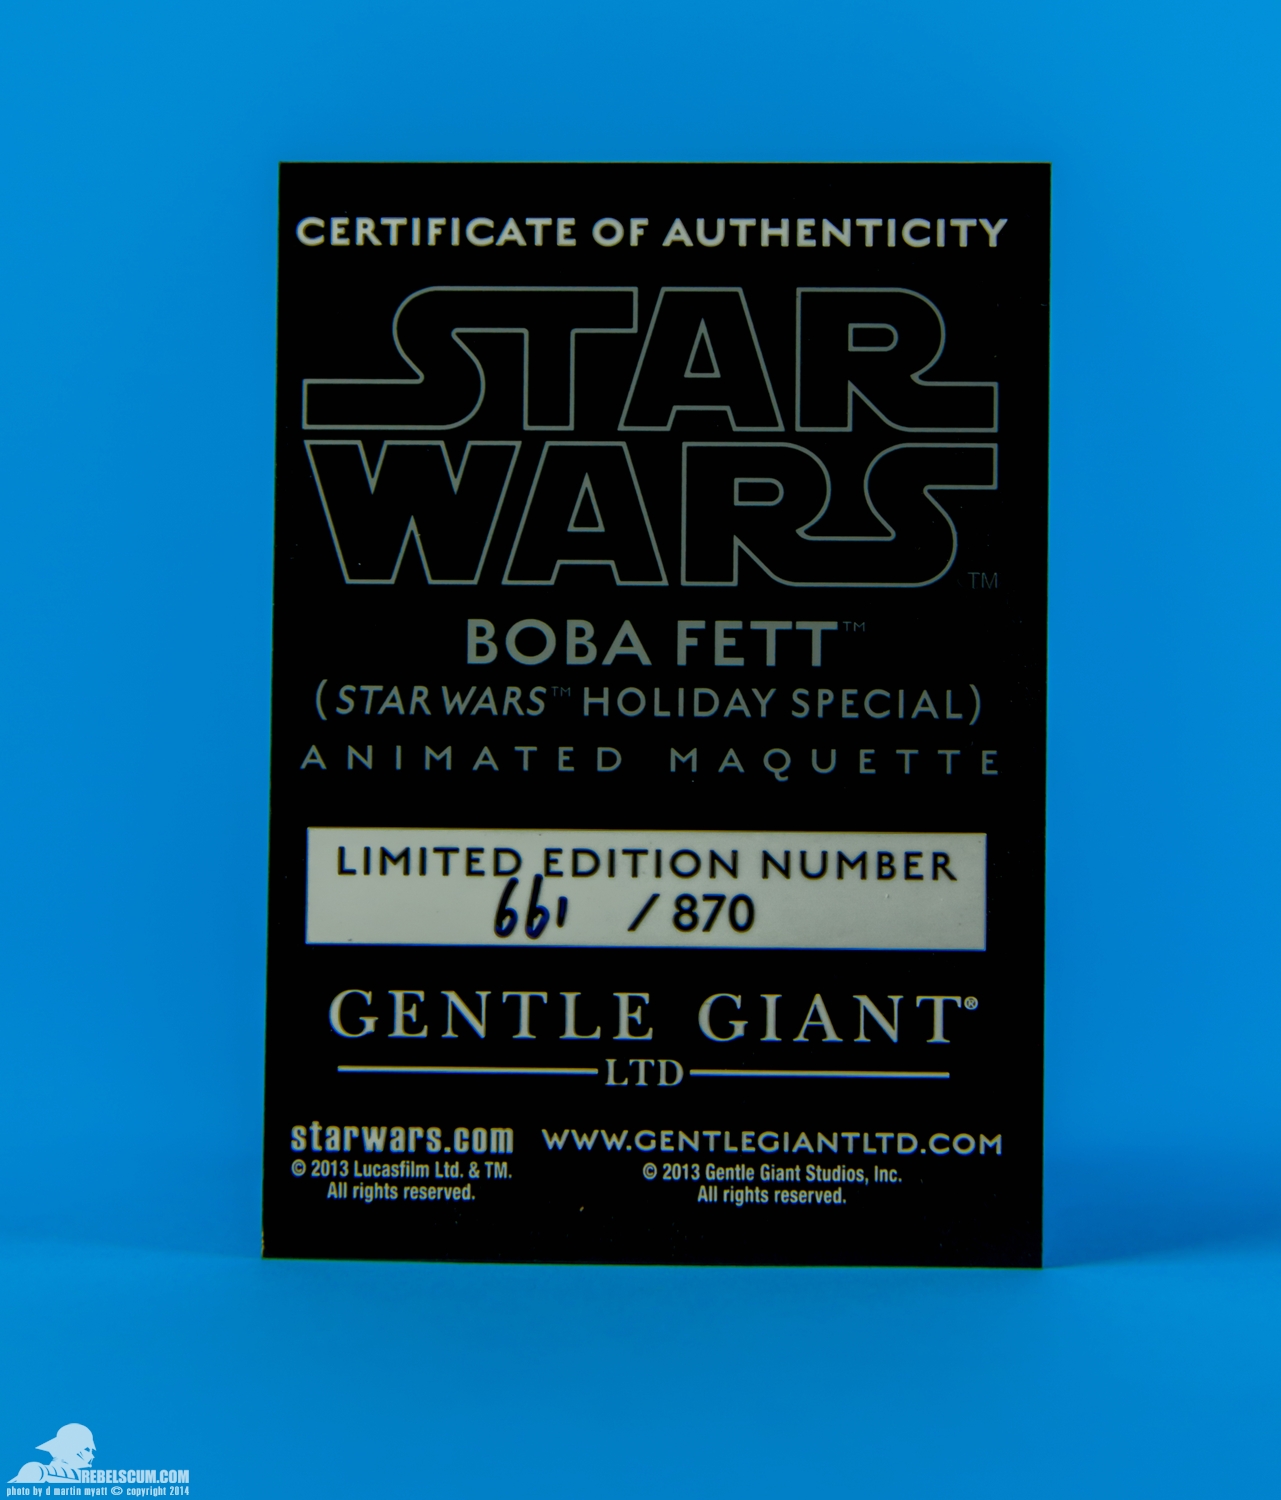 CERTIFICATE OF AUTHENTICITY
STAR
WARS™
BOBA FETT™
(STAR WARS™ HOLIDAY SPECIAL)
ANIMATED MAQUETTE
LIMITED EDITION NUMBER
661 / 870
GENTLE GIANT®
LTD
starwars.com WWW.GENTLEGIANTLTD.COM
© 2013 Lucasfilm Ltd. & TM. © 2013 Gentle Giant Studios, Inc.
All rights reserved. All rights reserved.
REBELSCUM.COM
photo by d martin myatt © copyright 2014